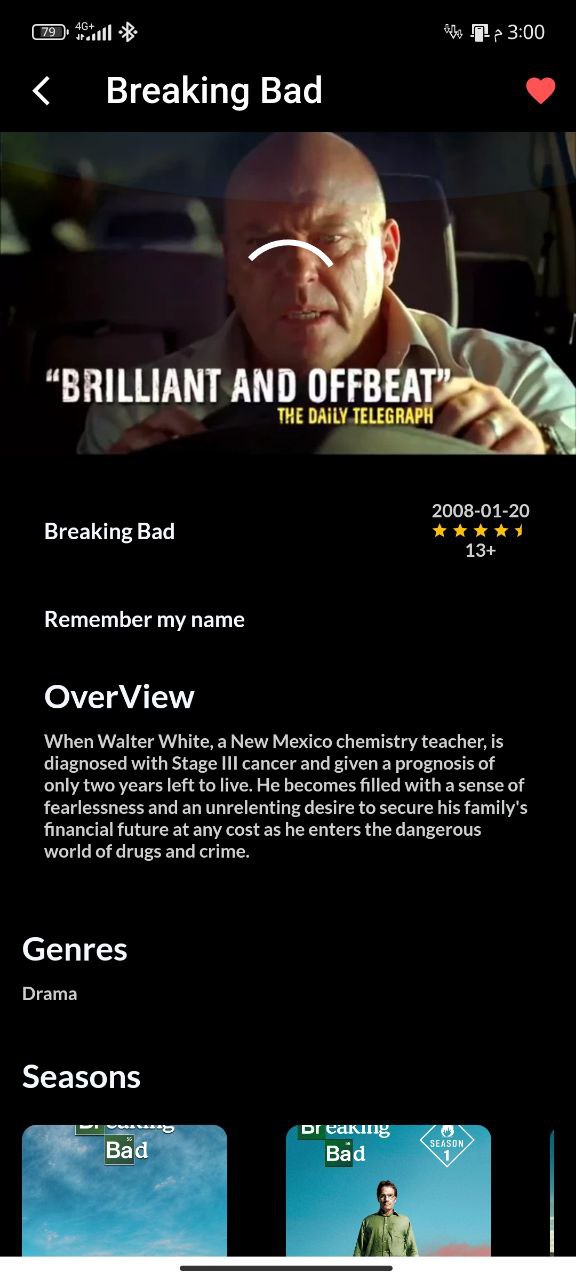 79 4G+ م 3:00
Breaking Bad
“BRILLIANT AND OFFBEAT”
THE DAILY TELEGRAPH
2008-01-20
Breaking Bad
13+
Remember my name
OverView
When Walter White, a New Mexico chemistry teacher, is
diagnosed with Stage III cancer and given a prognosis of
only two years left to live. He becomes filled with a sense of
fearlessness and an unrelenting desire to secure his family's
financial future at any cost as he enters the dangerous
world of drugs and crime.
Genres
Drama
Seasons
Breaking
Bad
Breaking
Bad
SEASON
1